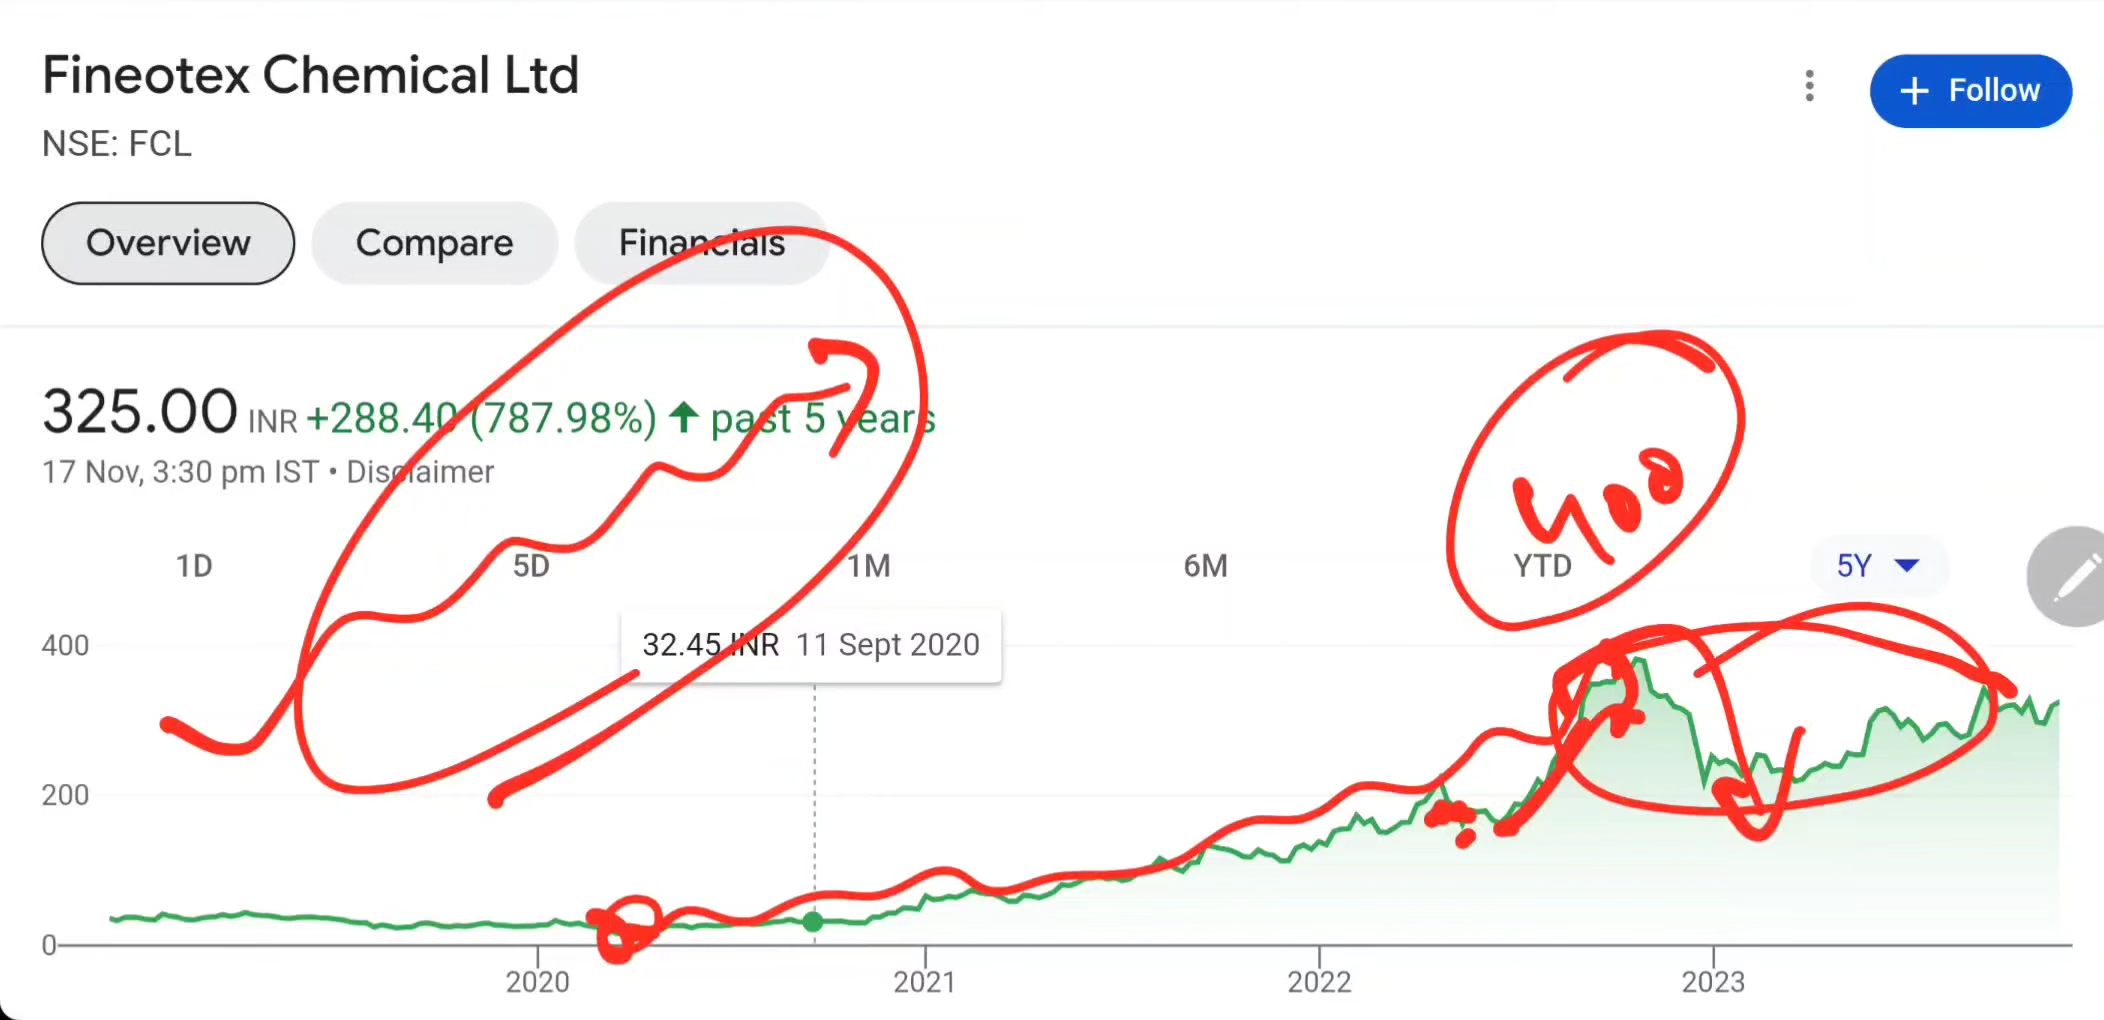 Fineotex Chemical Ltd
+ Follow
NSE: FCL
Overview Compare Financials
325.00 INR +288.40 (787.98%) ↑ past 5 years
17 Nov, 3:30 pm IST • Disclaimer
400
1D 5D 1M 6M YTD 5Y
32.45 INR 11 Sept 2020
400
200
0
2020 2021 2022 2023